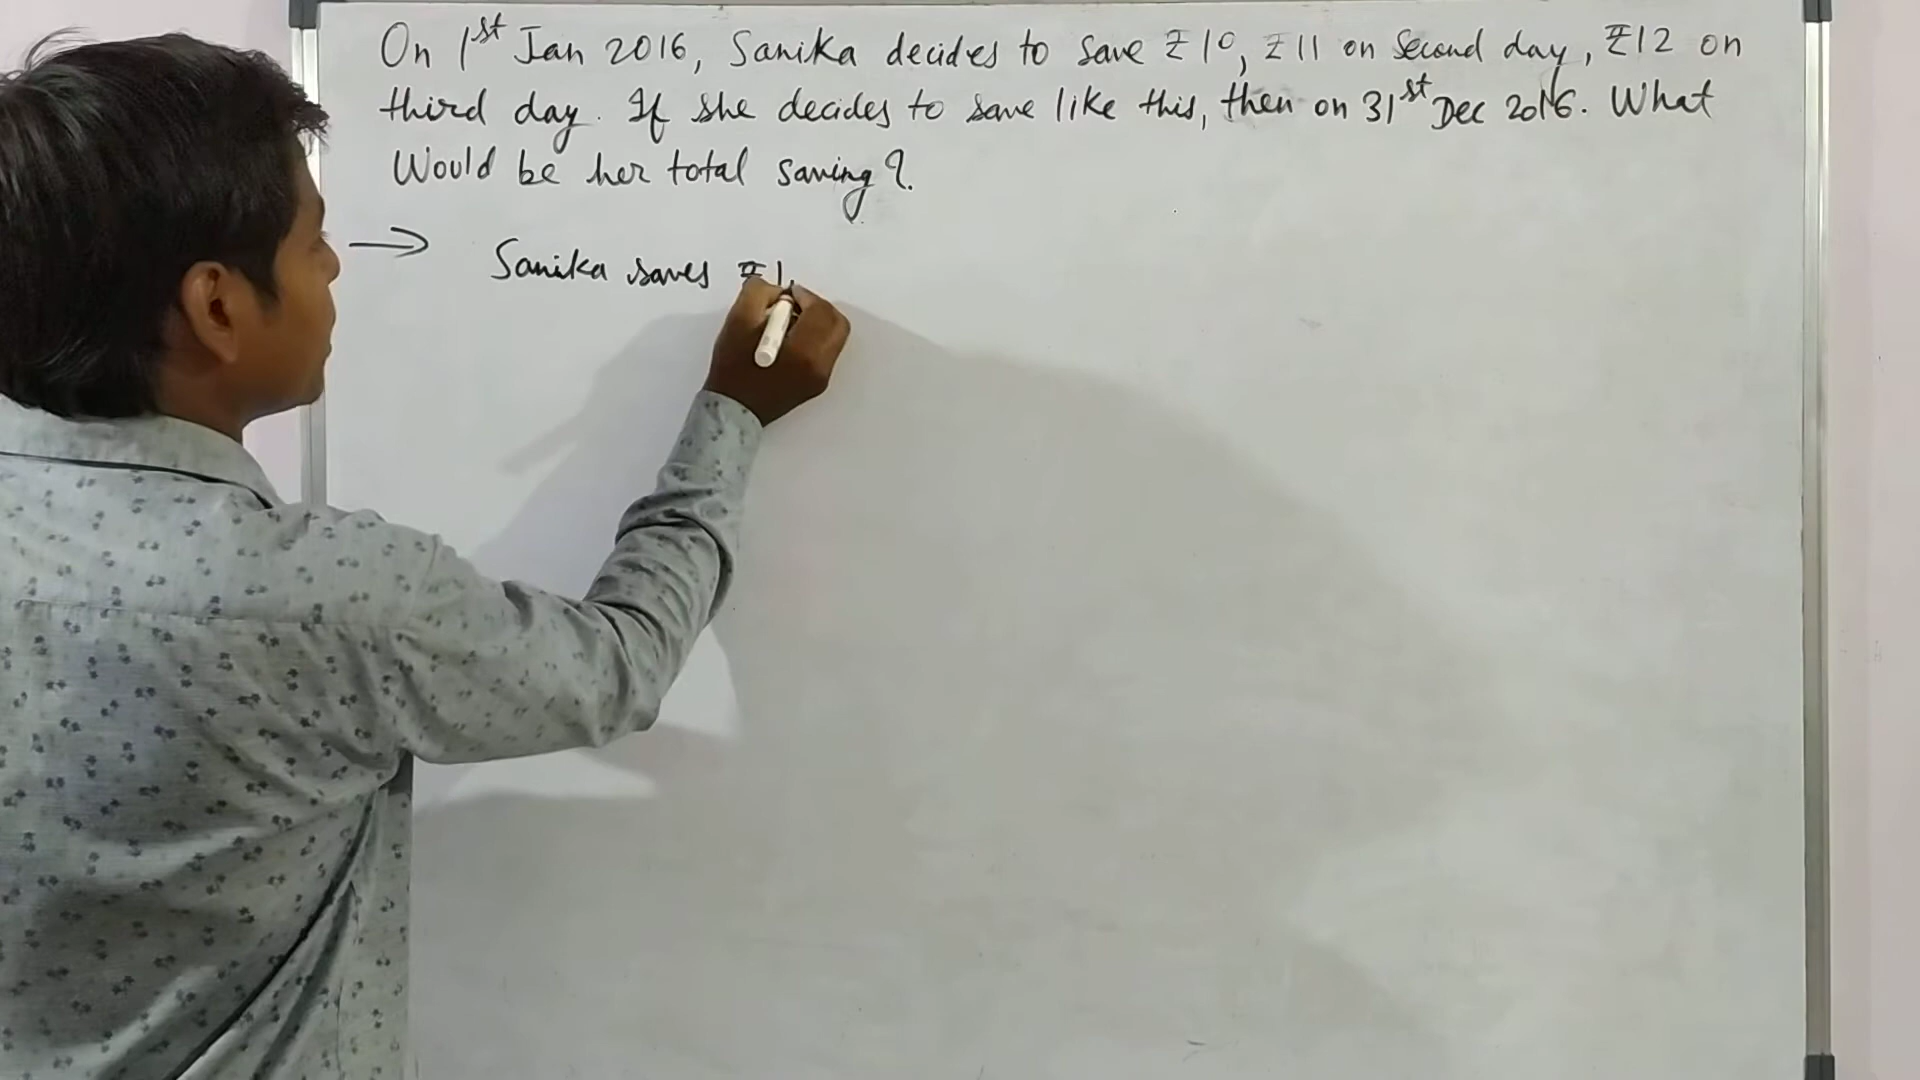 On 1st Jan 2016, Sanika decides to save ₹10, ₹11 on second day, ₹12 on
third day. If she decides to save like this, then on 31st Dec 2016. What
Would be her total saving?
→ Sanika saves ₹1